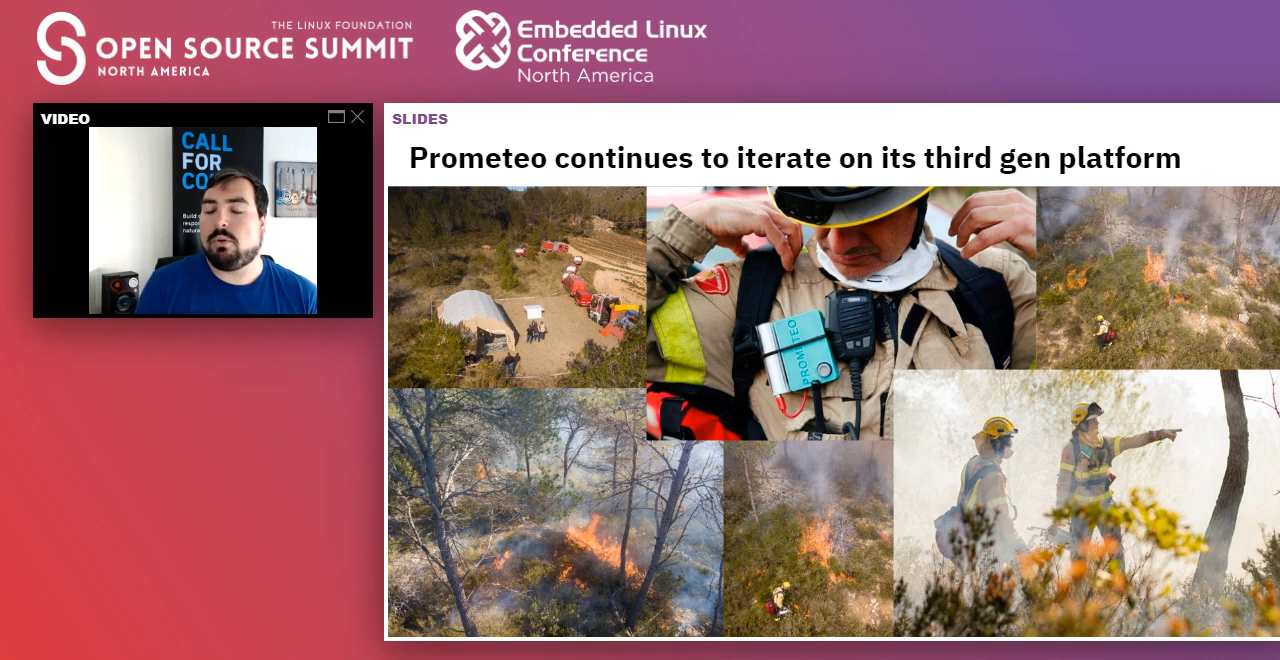 THE LINUX FOUNDATION
OPEN SOURCE SUMMIT
NORTH AMERICA
Embedded Linux
Conference
North America
VIDEO
CALL
FOR
SLIDES
Prometeo continues to iterate on its third gen platform
PROMETEO